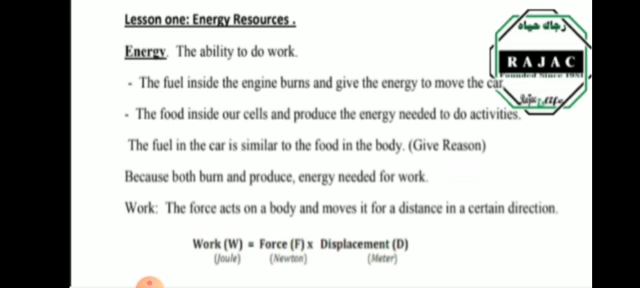 Lesson one: Energy Resources .
Energy. The ability to do work.
R A J A C
- The fuel inside the engine burns and give the energy to move the car
- The food inside our cells and produce the energy needed to do activities.
The fuel in the car is similar to the food in the body. (Give Reason)
Because both burn and produce, energy needed for work.
Work: The force acts on a body and moves it for a distance in a certain direction.
Work (W) = Force (F) x Displacement (D)
(Joule) (Newton) (Meter)